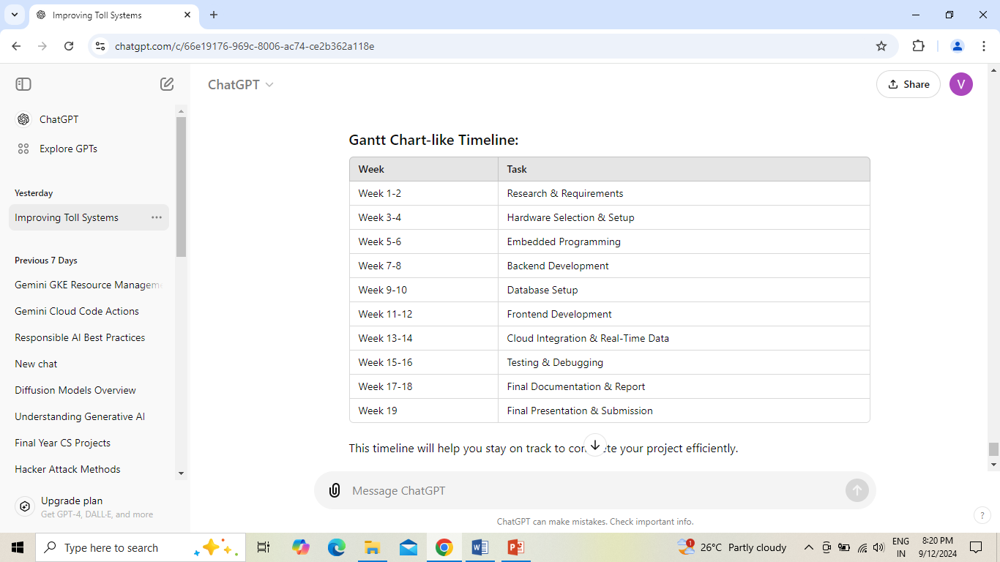 Improving Toll Systems
chatgpt.com/c/66e19176-969c-8006-ac74-ce2b362a118e
ChatGPT
Share
V
ChatGPT
Explore GPTs
Yesterday
Improving Toll Systems
Previous 7 Days
Gemini GKE Resource Managem
Gemini Cloud Code Actions
Responsible AI Best Practices
New chat
Diffusion Models Overview
Understanding Generative AI
Final Year CS Projects
Hacker Attack Methods
Upgrade plan
Get GPT-4, DALL·E, and more
Gantt Chart-like Timeline:
Week Task
Week 1-2 Research & Requirements
Week 3-4 Hardware Selection & Setup
Week 5-6 Embedded Programming
Week 7-8 Backend Development
Week 9-10 Database Setup
Week 11-12 Frontend Development
Week 13-14 Cloud Integration & Real-Time Data
Week 15-16 Testing & Debugging
Week 17-18 Final Documentation & Report
Week 19 Final Presentation & Submission
This timeline will help you stay on track to your project efficiently.
Message ChatGPT
ChatGPT can make mistakes. Check important info.
?
Type here to search
1
26°C Partly cloudy
ENG
IN
8:20 PM
9/12/2024